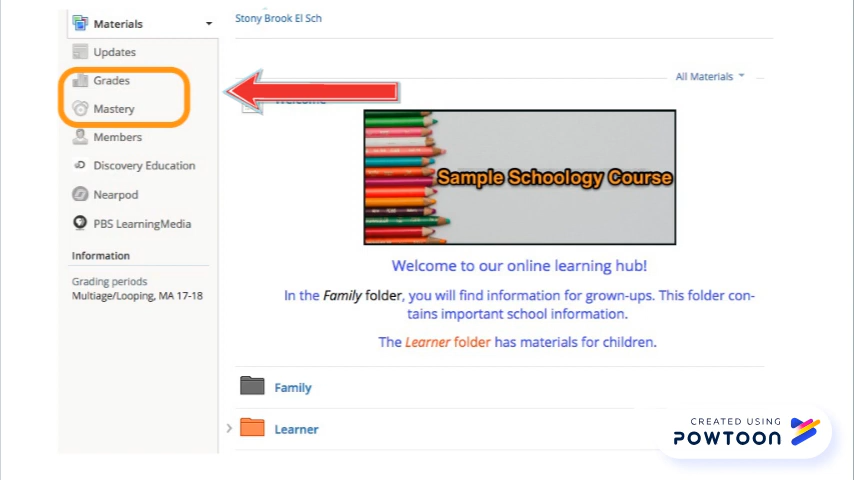 Materials
Updates
Grades
Mastery
Members
Discovery Education
Nearpod
PBS LearningMedia
Information
Grading periods
Multiage/Looping, MA 17-18
Stony Brook El Sch
All Materials
Welcome
Sample Schoology Course
Welcome to our online learning hub!
In the Family folder, you will find information for grown-ups. This folder con-
tains important school information.
The Learner folder has materials for children.
Family
Learner
CREATED USING
POWTOON